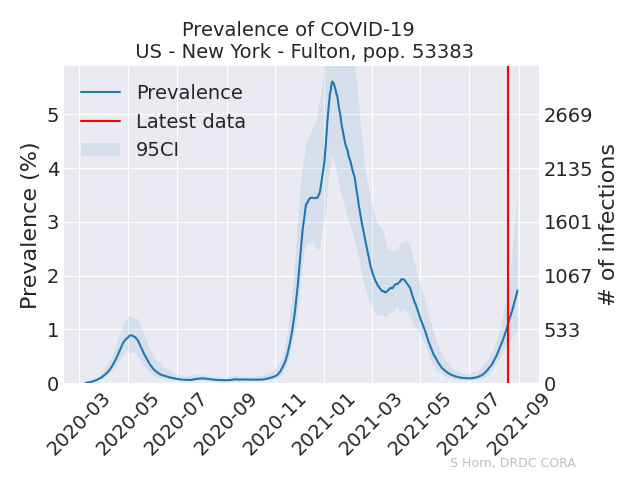 Prevalence of COVID-19
US - New York - Fulton, pop. 53383
Prevalence
Latest data
95CI
Prevalence (%)
5
4
3
2
1
0
2669
2135
1601
1067
533
0
# of infections
2020-03
2020-05
2020-07
2020-09
2020-11
2021-01
2021-03
2021-05
2021-07
2021-09
S Horn, DRDC CORA